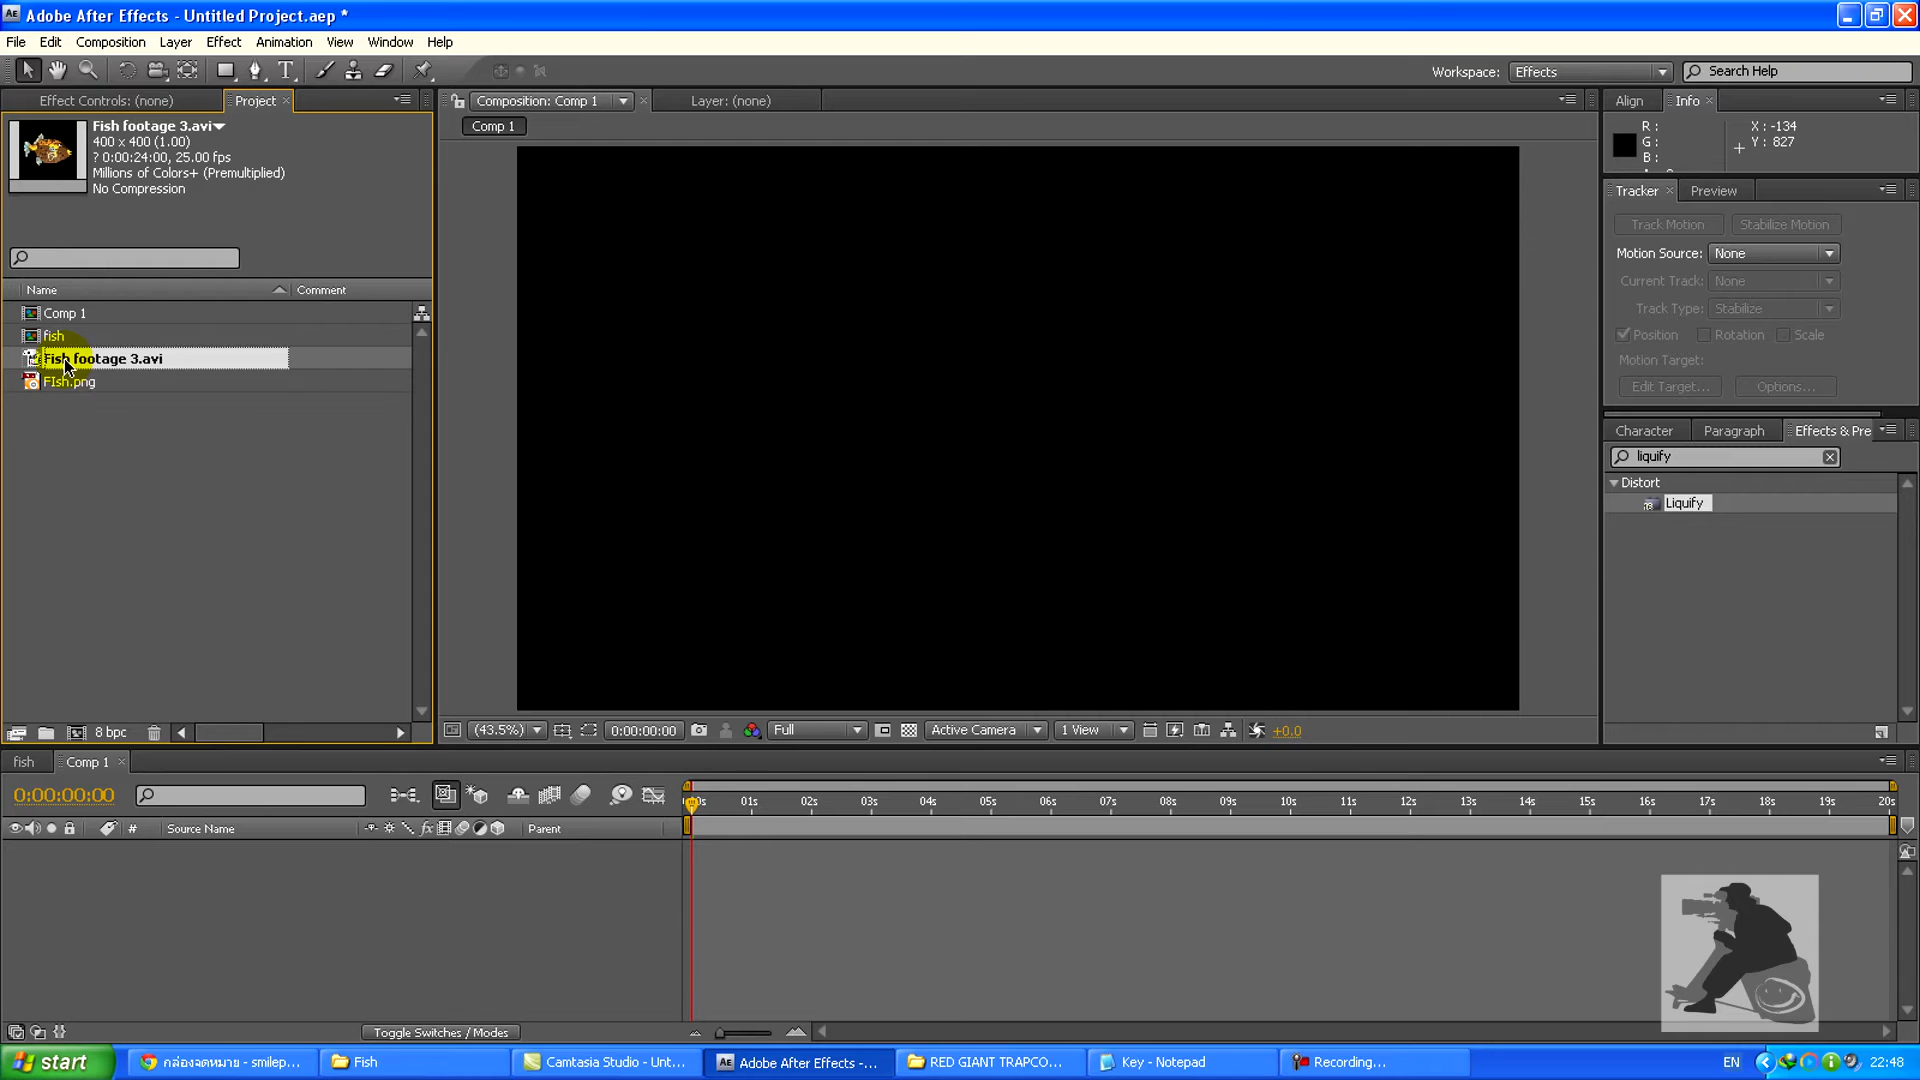 Adobe After Effects - Untitled Project.aep *
File Edit Composition Layer Effect Animation View Window Help
Workspace: Effects Search Help
Effect Controls: (none) Project Composition: Comp 1 Layer: (none) Align Info
Comp 1
Fish footage 3.avi
400 x 400 (1.00)
? 0:00:24:00, 25.00 fps
Millions of Colors+ (Premultiplied)
No Compression
R :
G :
B :
X : -134
Y : 827
Tracker Preview
Track Motion Stabilize Motion
Motion Source: None
Current Track: None
Track Type: Stabilize
Position Rotation Scale
Motion Target:
Edit Target... Options...
Name Comment
Comp 1
fish
Fish footage 3.avi
FIsh.png
Character Paragraph Effects & Pre
liquify
Distort
Liquify
8 bpc (43.5%) 0:00:00:00 Full Active Camera 1 View +0.0
fish Comp 1
0:00:00:00
01s 02s 03s 04s 05s 06s 07s 08s 09s 10s 11s 12s 13s 14s 15s 16s 17s 18s 19s 20s
# Source Name fx Parent
Toggle Switches / Modes
start กล่องจดหมาย - smilep... Fish Camtasia Studio - Unt... Adobe After Effects -... RED GIANT TRAPCO... Key - Notepad Recording... EN 22:48